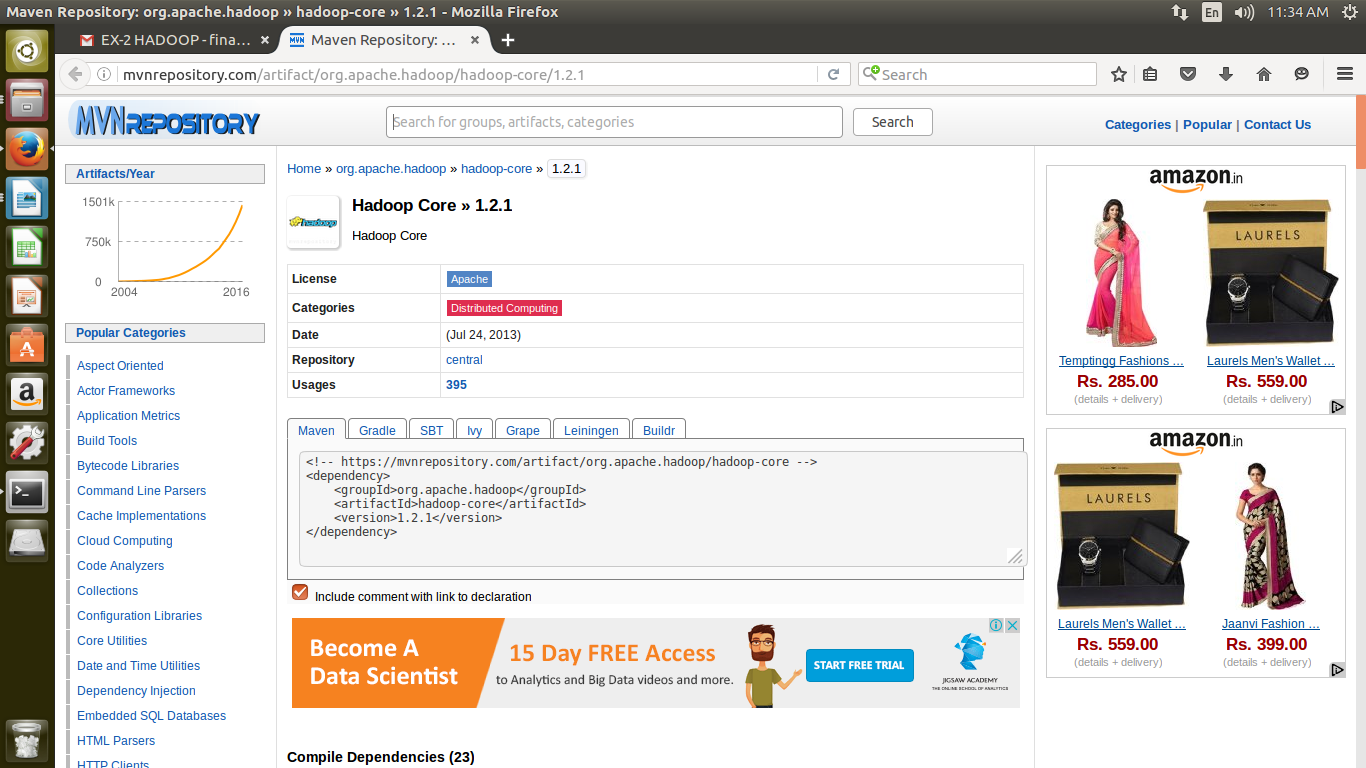 Maven Repository: org.apache.hadoop » hadoop-core » 1.2.1 - Mozilla Firefox
En
11:34 AM
EX-2 HADOOP - fina…
Maven Repository: …
mvnrepository.com/artifact/org.apache.hadoop/hadoop-core/1.2.1
Search
MVNREPOSITORY
Search for groups, artifacts, categories
Search
Categories | Popular | Contact Us
Artifacts/Year
1501k
750k
0
2004
2016
Popular Categories
Aspect Oriented
Actor Frameworks
Application Metrics
Build Tools
Bytecode Libraries
Command Line Parsers
Cache Implementations
Cloud Computing
Code Analyzers
Collections
Configuration Libraries
Core Utilities
Date and Time Utilities
Dependency Injection
Embedded SQL Databases
HTML Parsers
HTTP Clients
Home » org.apache.hadoop » hadoop-core » 1.2.1
hadoop
Hadoop Core » 1.2.1
Hadoop Core
License Apache
Categories Distributed Computing
Date (Jul 24, 2013)
Repository central
Usages 395
Maven Gradle SBT Ivy Grape Leiningen Buildr
<!-- https://mvnrepository.com/artifact/org.apache.hadoop/hadoop-core -->
<dependency>
    <groupId>org.apache.hadoop</groupId>
    <artifactId>hadoop-core</artifactId>
    <version>1.2.1</version>
</dependency>
Include comment with link to declaration
Become A
Data Scientist
15 Day FREE Access
to Analytics and Big Data videos and more.
START FREE TRIAL
JIGSAW ACADEMY
THE ONLINE SCHOOL OF ANALYTICS
Compile Dependencies (23)
amazon.in
LAURELS
Temptingg Fashions ...
Rs. 285.00
(details + delivery)
Laurels Men's Wallet ...
Rs. 559.00
(details + delivery)
amazon.in
LAURELS
Laurels Men's Wallet ...
Rs. 559.00
(details + delivery)
Jaanvi Fashion ...
Rs. 399.00
(details + delivery)